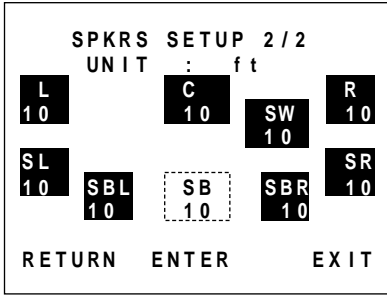 SPKRS SETUP 2/2
UNIT : ft
L C R
10 10 10
SW
10
SL SR
10 10
SBL SB SBR
10 10 10
RETURN ENTER EXIT